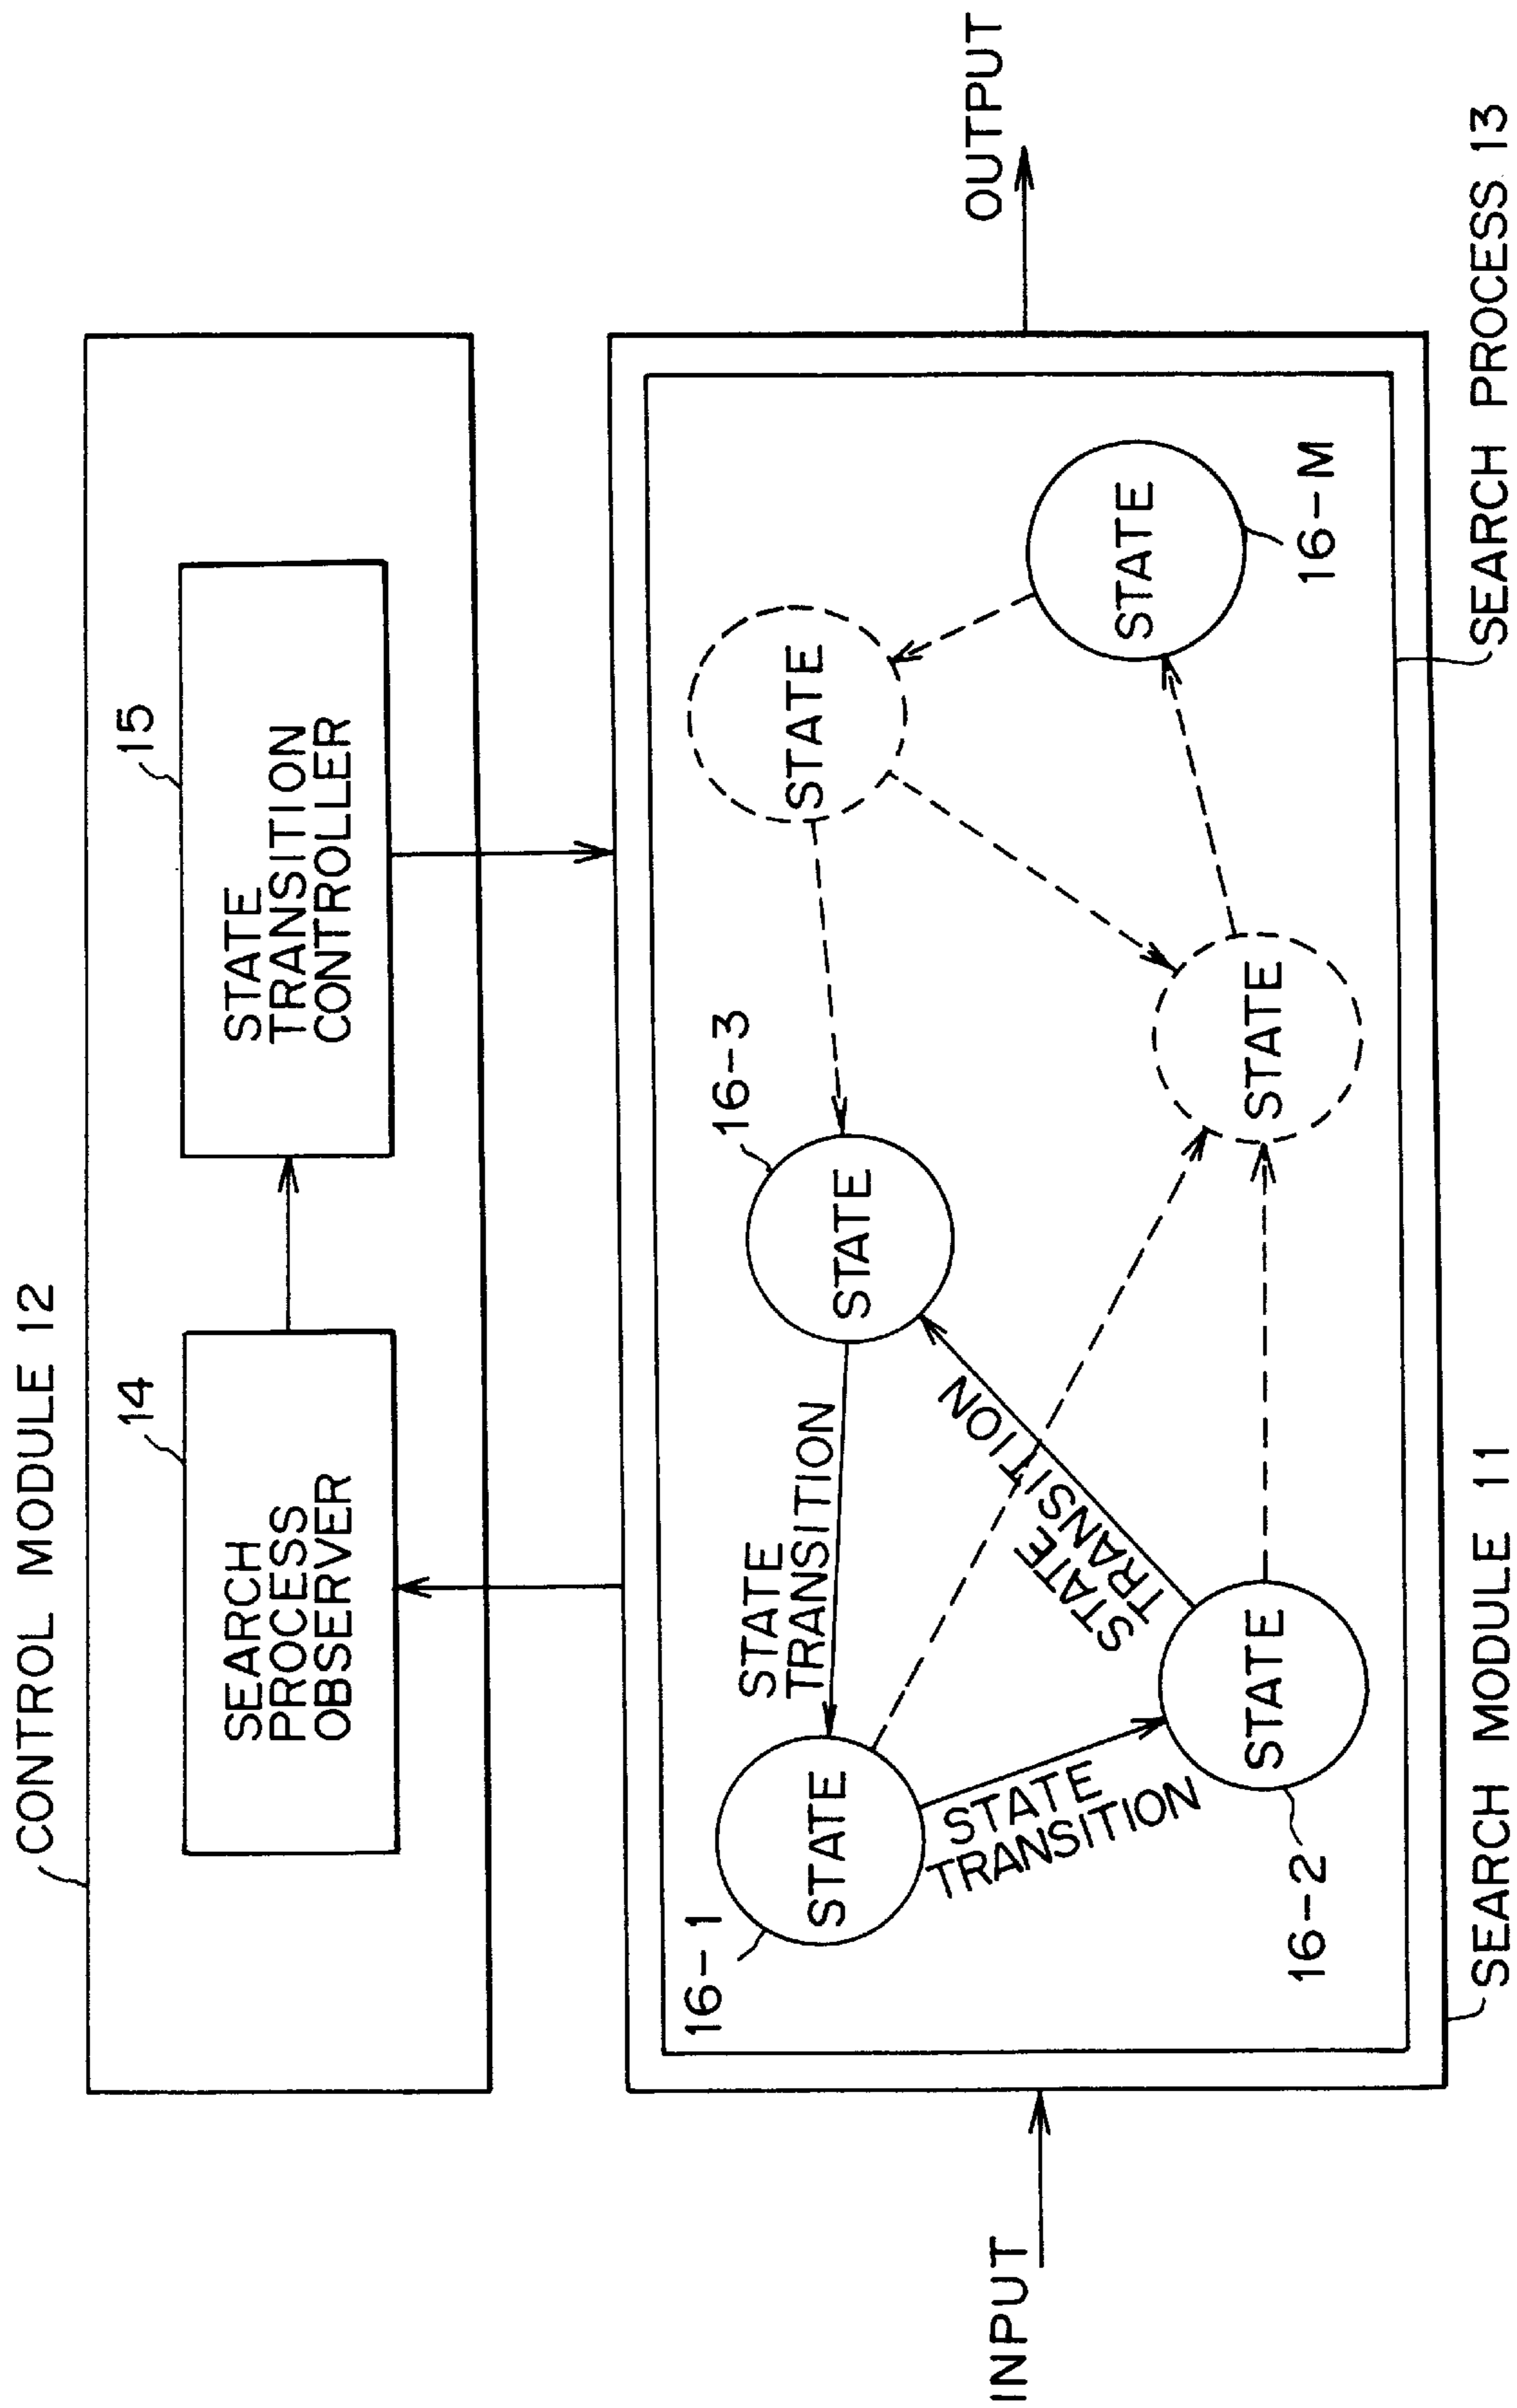 CONTROL MODULE 12
14
SEARCH
PROCESS
OBSERVER
15
STATE
TRANSITION
CONTROLLER
INPUT
OUTPUT
16-1
STATE
STATE
TRANSITION
STATE
TRANSITION
STATE
16-2
STATE
TRANSITION
16-3
STATE
STATE
STATE
STATE
16-M
SEARCH MODULE 11
SEARCH PROCESS 13